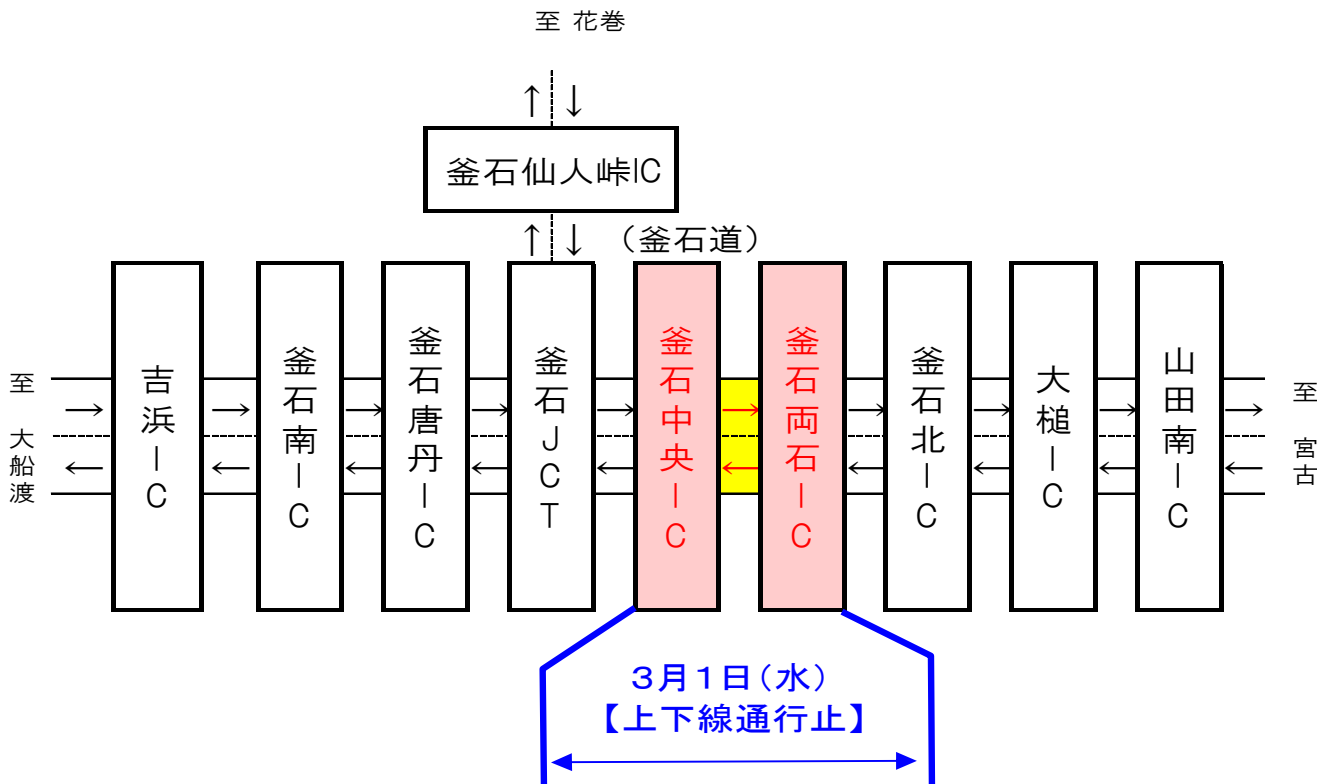 至 花巻
↑ ↓
釜石仙人峠IC
↑ ↓ （釜石道）
至 大船渡
吉浜IC
釜石南IC
釜石唐丹IC
釜石JCT
釜石中央IC
釜石両石IC
釜石北IC
大槌IC
山田南IC
至 宮古
3月1日（水）
【上下線通行止】